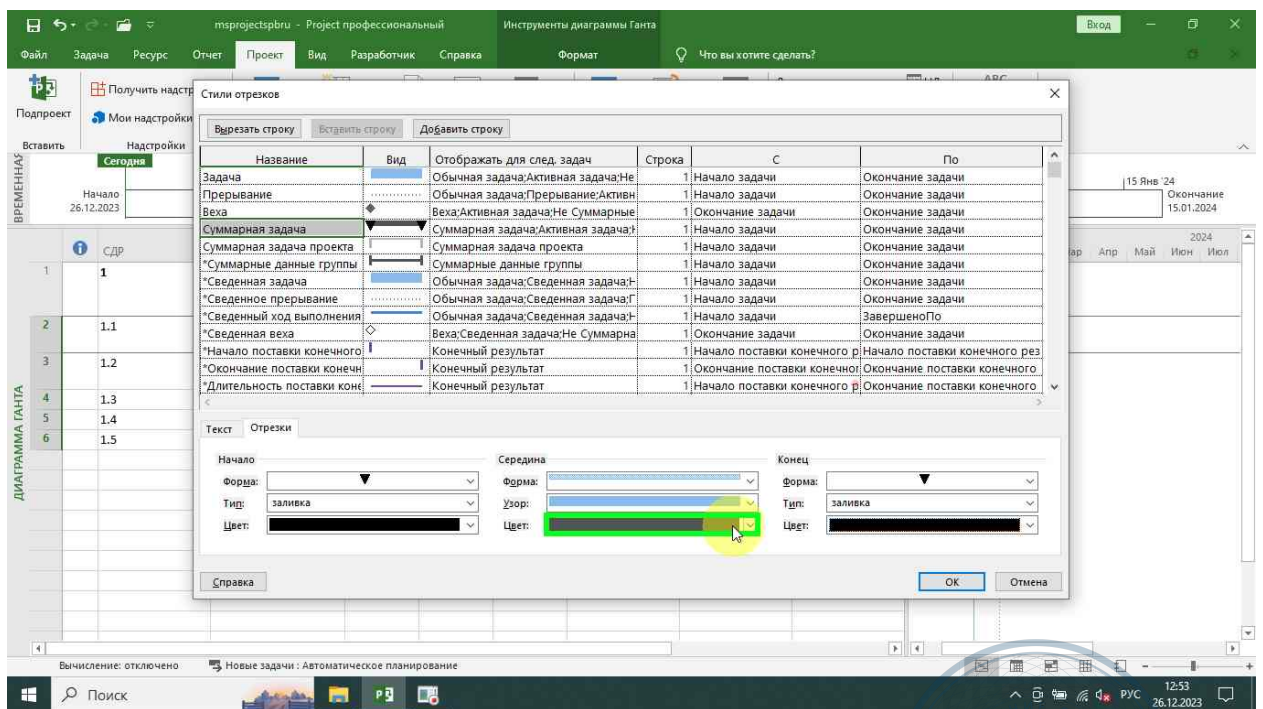 msprojectspbru - Project профессиональный
Инструменты диаграммы Ганта
Вход
Файл Задача Ресурс Отчет Проект Вид Разработчик Справка Формат Что вы хотите сделать?
Подпроект
Получить надстр
Мои надстройки
Вставить Надстройки
ВРЕМЕННАЯ
Сегодня
Начало
26.12.2023
15 Янв '24
Окончание
15.01.2024
Стили отрезков
Вырезать строку Вставить строку Добавить строку
Название Вид Отображать для след. задач Строка С По
Задача Обычная задача;Активная задача;Не 1 Начало задачи Окончание задачи
Прерывание Обычная задача;Прерывание;Активн 1 Начало задачи Окончание задачи
Веха Веха;Активная задача;Не Суммарные 1 Окончание задачи Окончание задачи
Суммарная задача Суммарная задача;Активная задача;Н 1 Начало задачи Окончание задачи
Суммарная задача проекта Суммарная задача проекта 1 Начало задачи Окончание задачи
*Суммарные данные группы Суммарные данные группы 1 Начало задачи Окончание задачи
*Сведенная задача Обычная задача;Сведенная задача;Н 1 Начало задачи Окончание задачи
*Сведенное прерывание Обычная задача;Сведенная задача;П 1 Начало задачи Окончание задачи
*Сведенный ход выполнения Обычная задача;Сведенная задача;Н 1 Начало задачи ЗавершеноПо
*Сведенная веха Веха;Сведенная задача;Не Суммарна 1 Окончание задачи Окончание задачи
*Начало поставки конечного Конечный результат 1 Начало поставки конечного р Начало поставки конечного рез
*Окончание поставки конечн Конечный результат 1 Окончание поставки конечног Окончание поставки конечного
*Длительность поставки коне Конечный результат 1 Начало поставки конечного р Окончание поставки конечного
Текст Отрезки
Начало Середина Конец
Форма: Форма: Форма:
Тип: заливка Узор: Тип: заливка
Цвет: Цвет: Цвет:
Справка ОК Отмена
ДИАГРАММА ГАНТА
СДР
1 1
2 1.1
3 1.2
4 1.3
5 1.4
6 1.5
2024
ар Апр Май Июн Июл
Вычисление: отключено Новые задачи : Автоматическое планирование
Поиск
РУС
12:53
26.12.2023